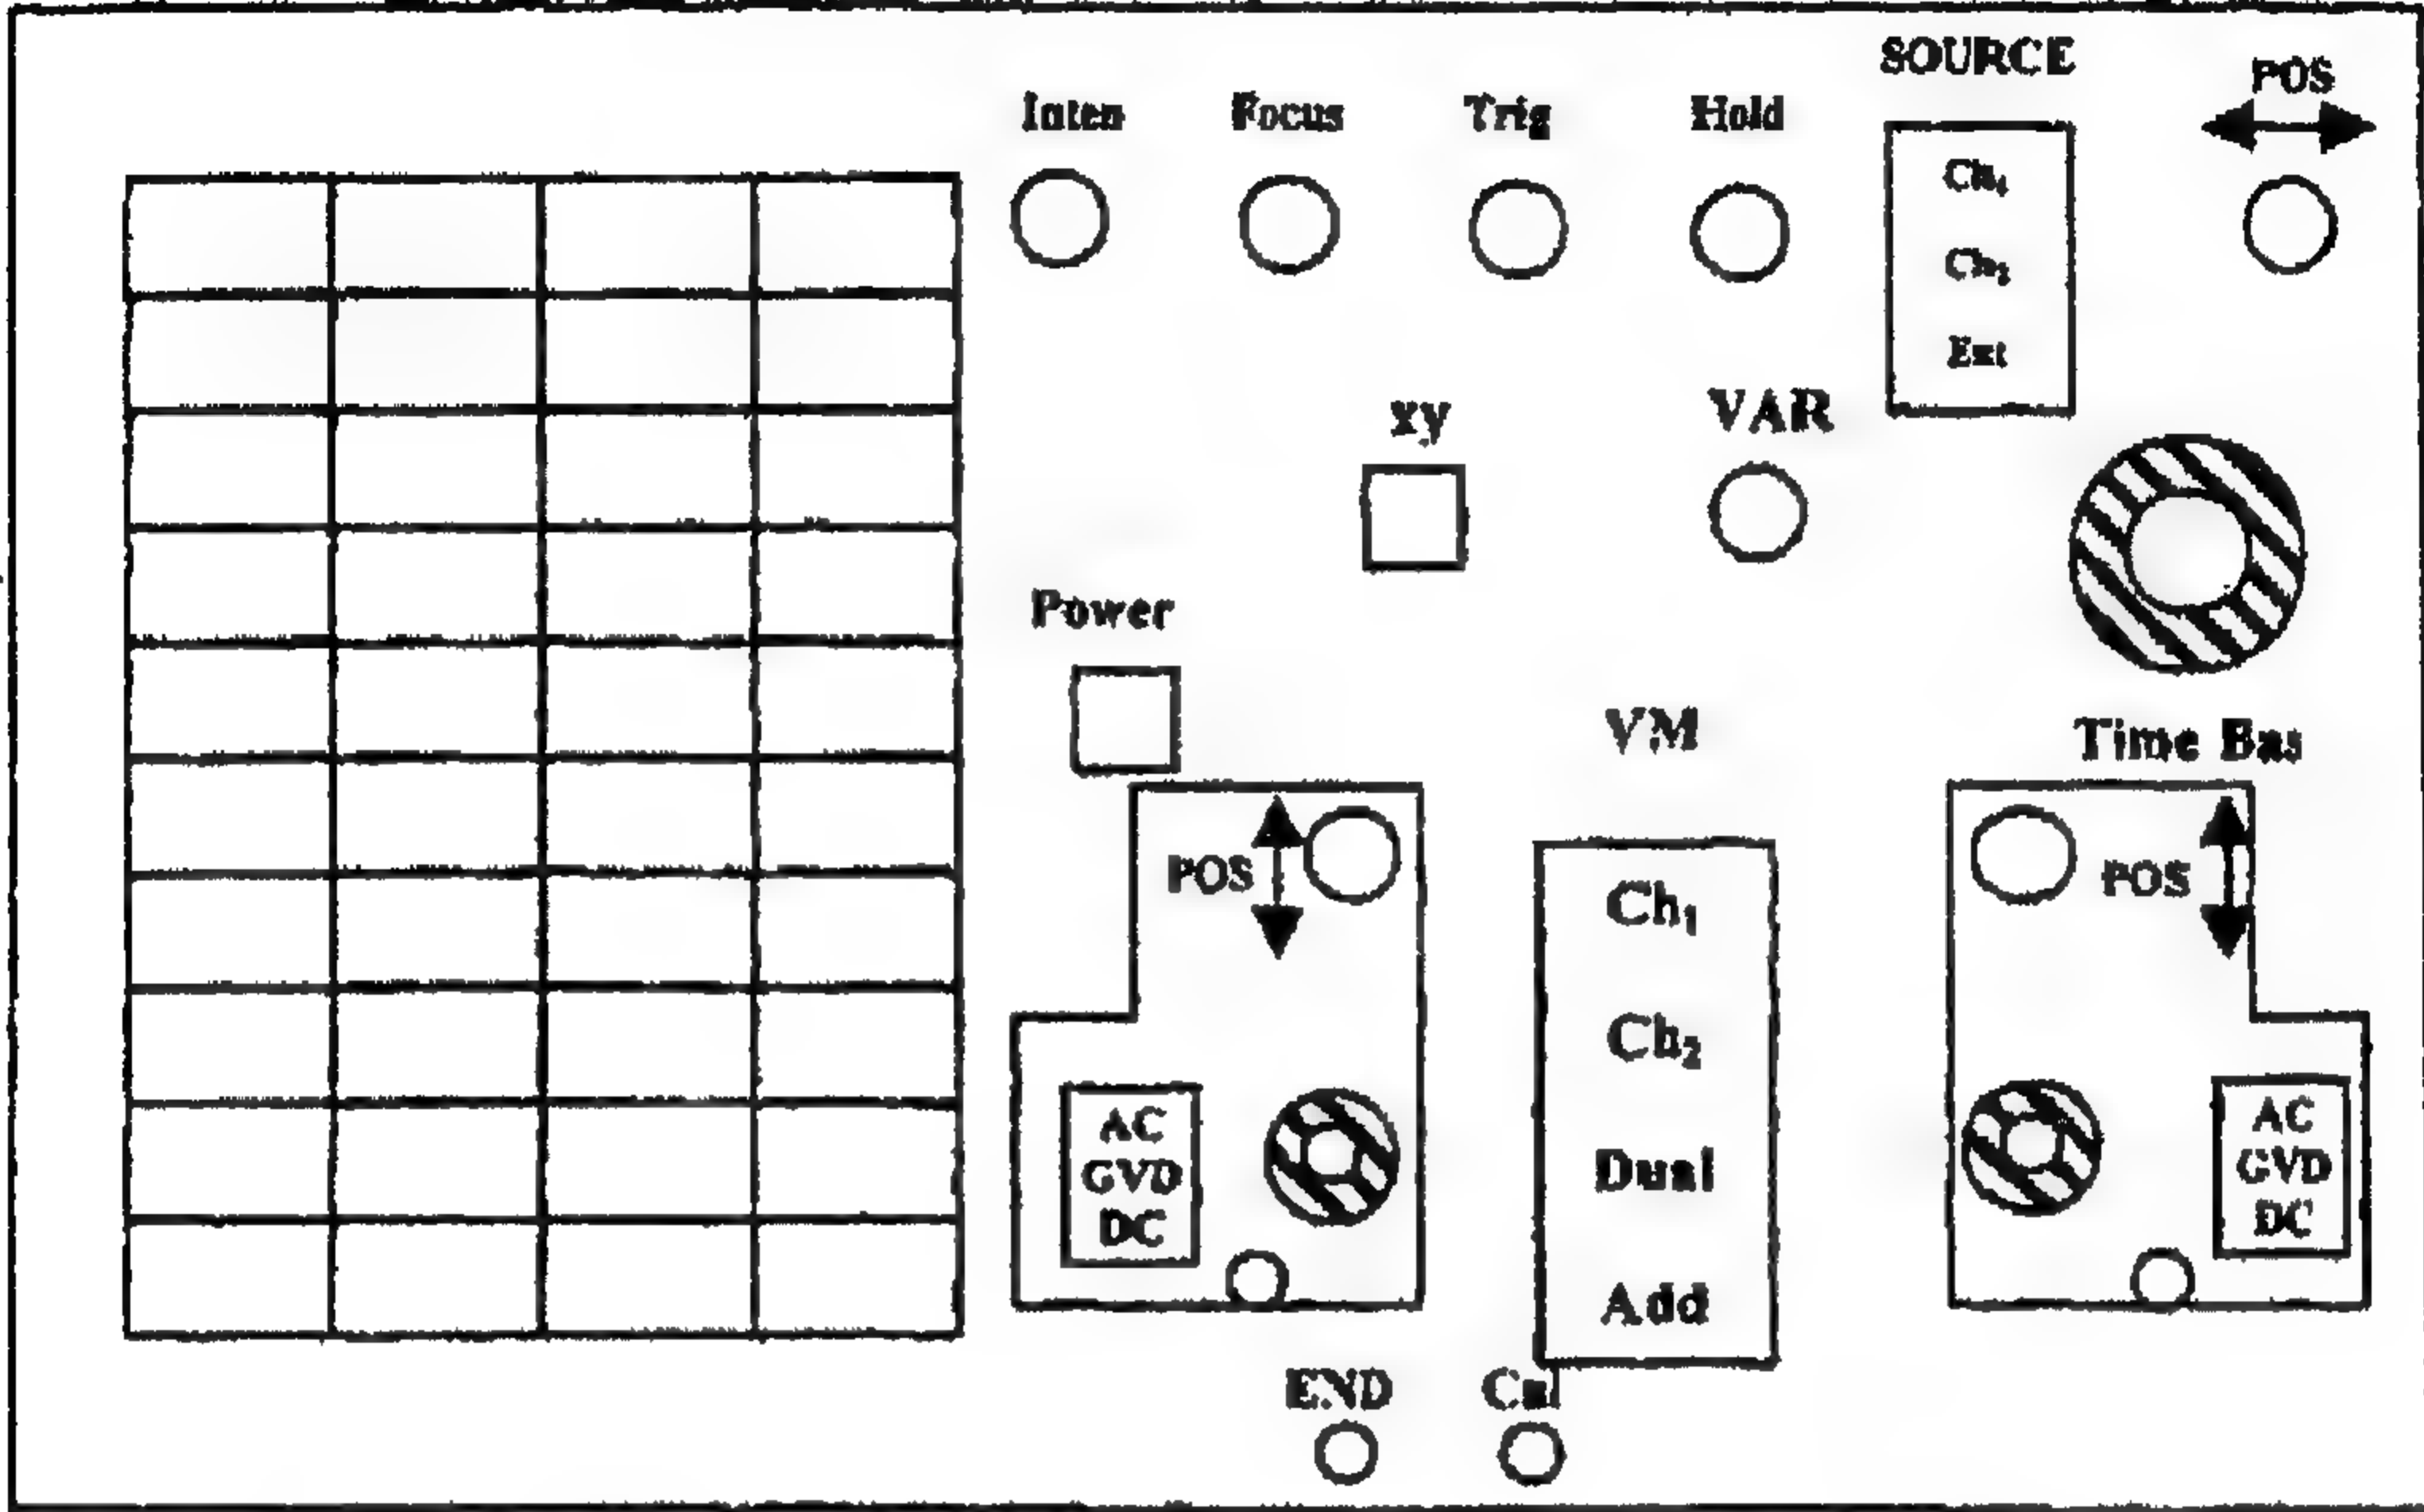 SOURCE
POS
Inten
Focus
Trig
Hold
Ch1
Ch2
Ext
xy
VAR
Power
VM
Time Bas
POS
Ch1
POS
Ch2
AC
GVD
DC
Dual
AC
GVD
DC
Add
END
Cal